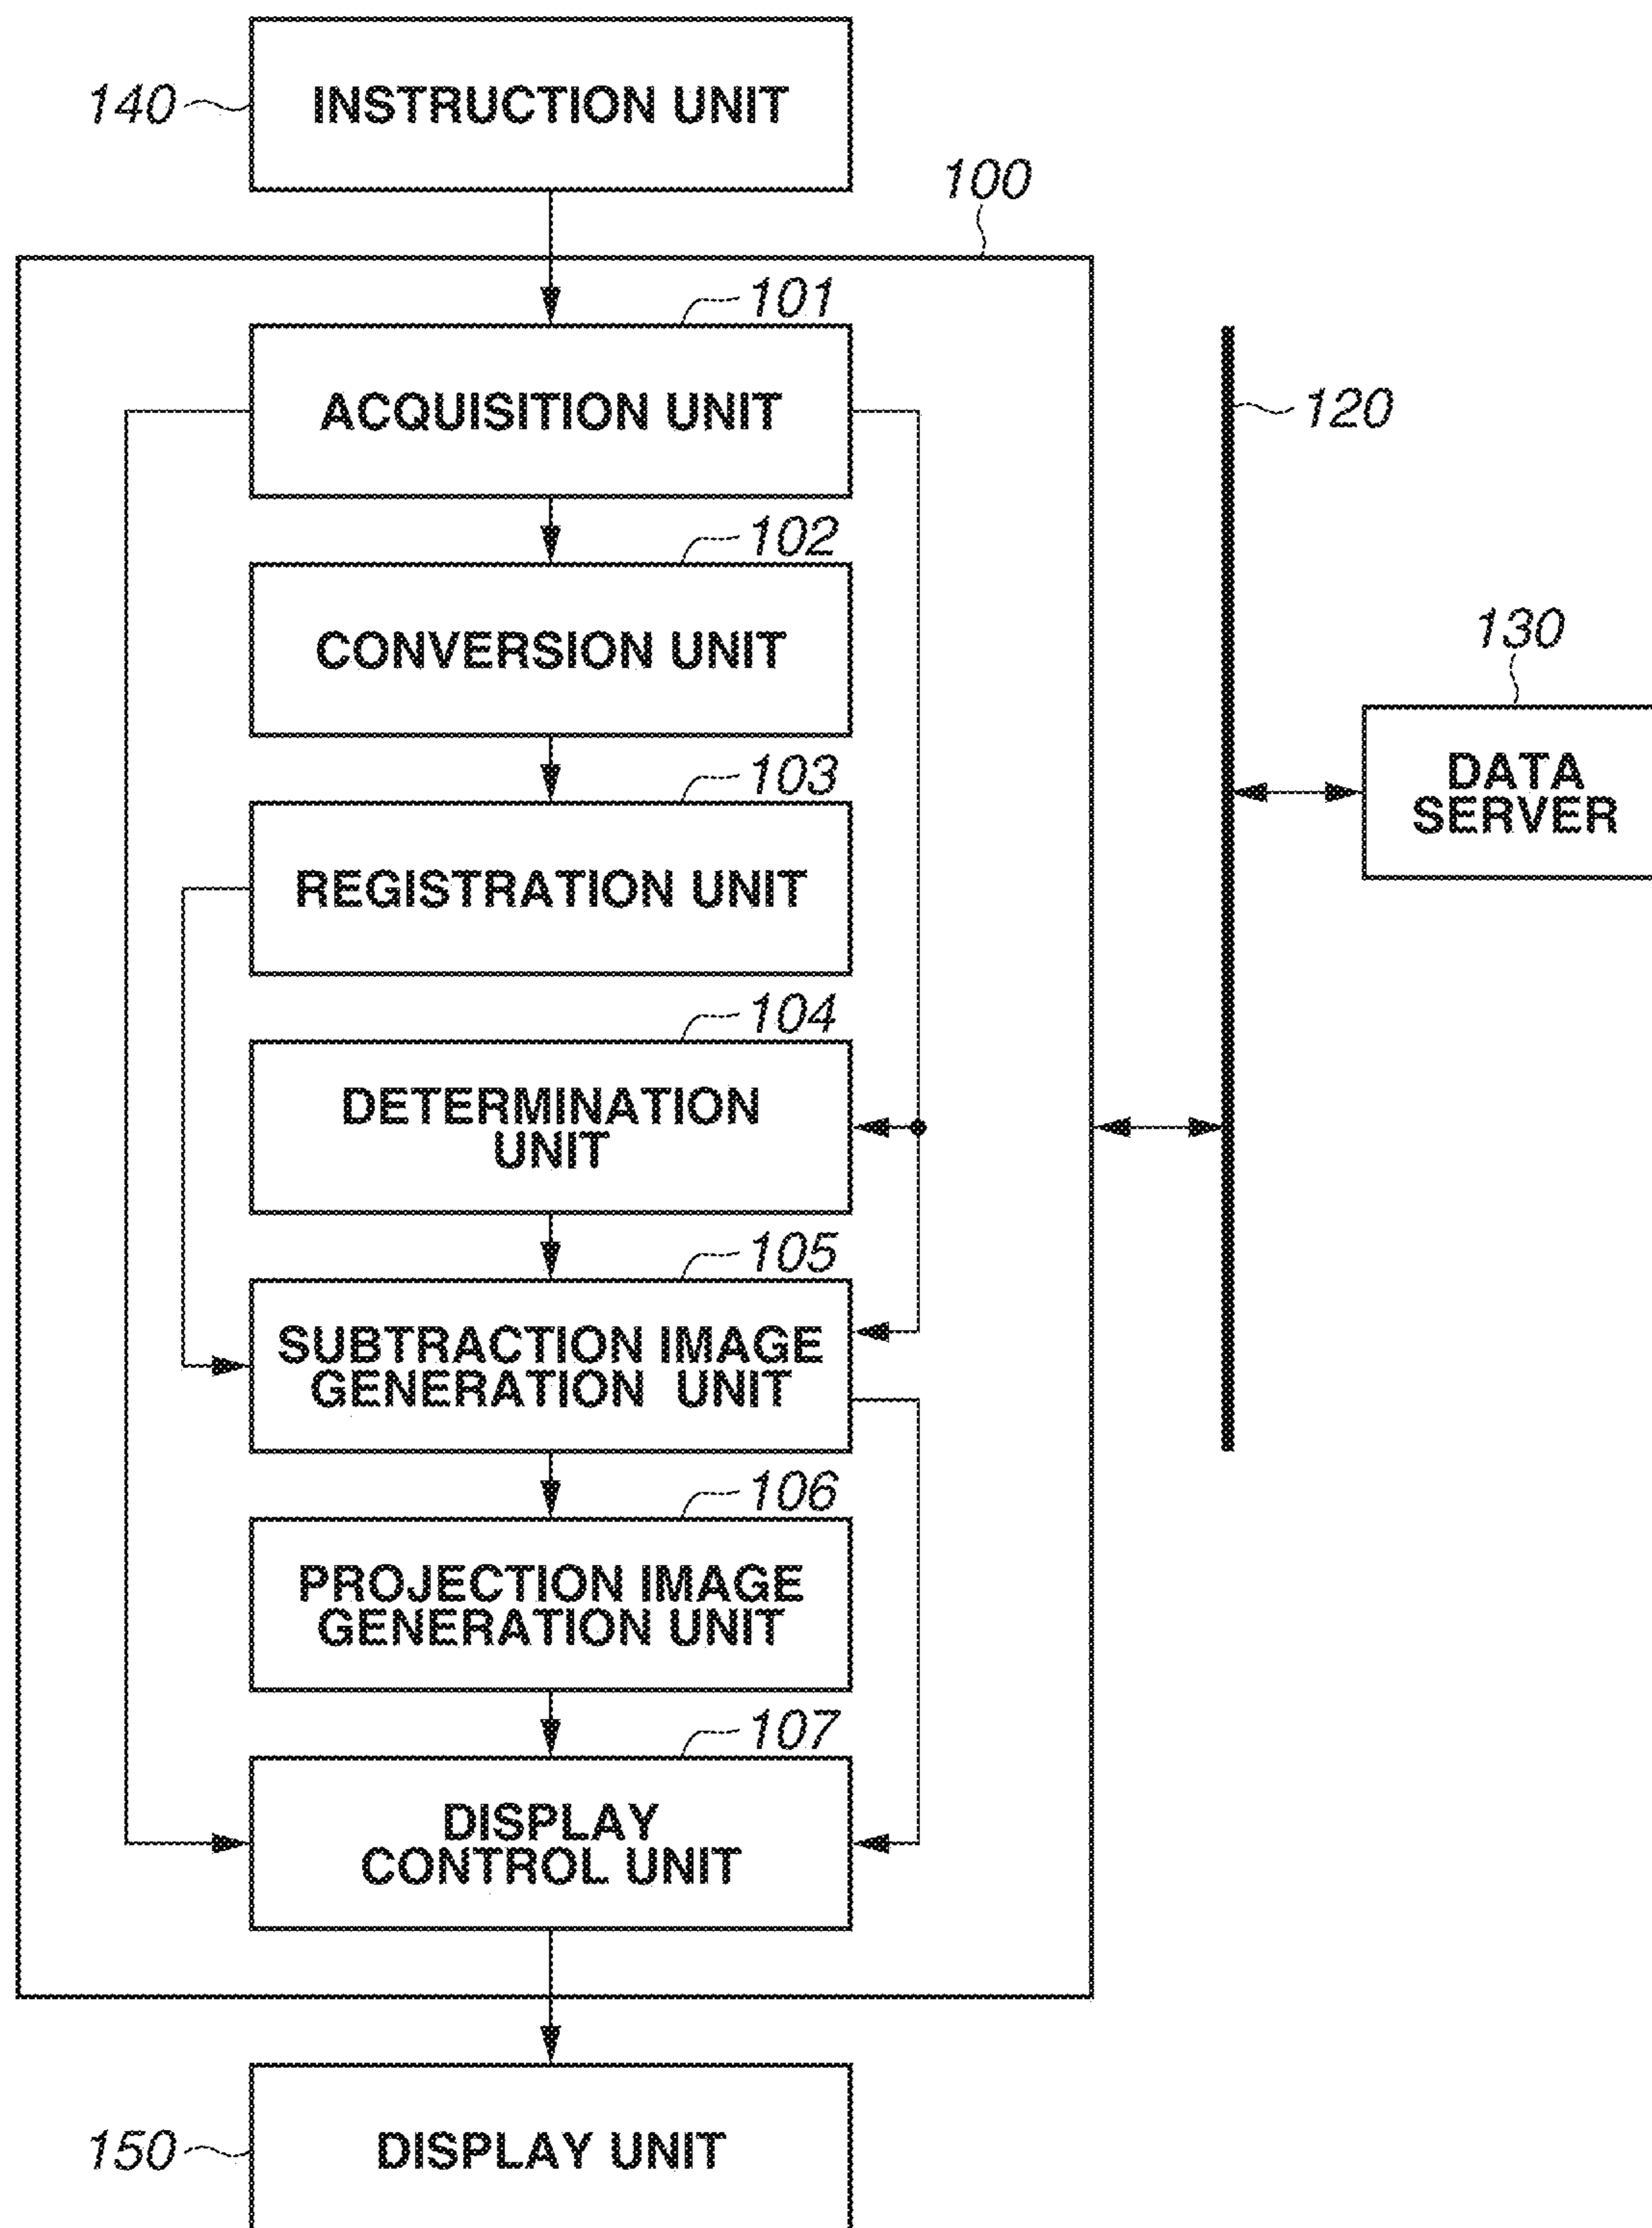 140
INSTRUCTION UNIT
100
101
ACQUISITION UNIT
120
102
CONVERSION UNIT
130
DATA
SERVER
103
REGISTRATION UNIT
104
DETERMINATION
UNIT
105
SUBTRACTION IMAGE
GENERATION UNIT
106
PROJECTION IMAGE
GENERATION UNIT
107
DISPLAY
CONTROL UNIT
150
DISPLAY UNIT